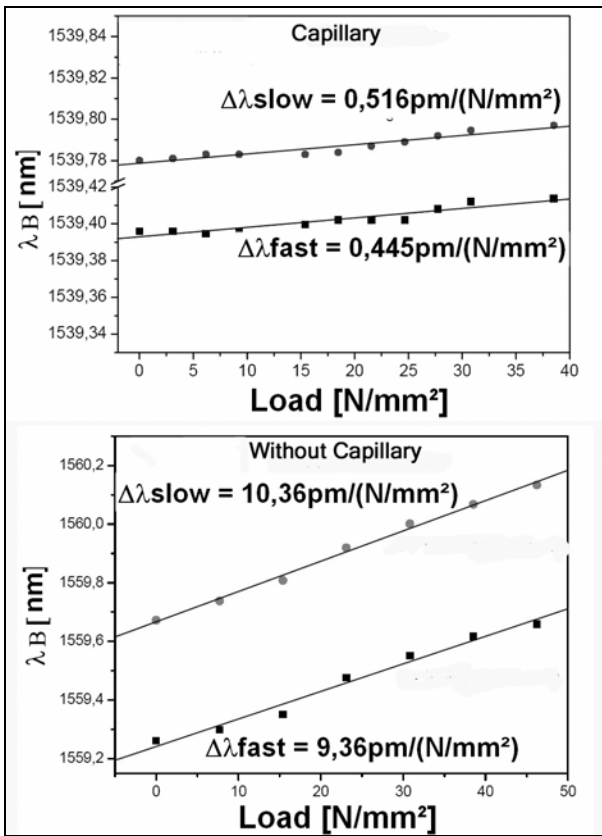 Capillary
1539,84
1539,82
1539,80
1539,78
1539,42
1539,40
1539,38
1539,36
1539,34
λB[nm]
Δλslow = 0,516pm/(N/mm²)
Δλfast = 0,445pm/(N/mm²)
0 5 10 15 20 25 30 35 40
Load [N/mm²]
Without Capillary
1560,2
1560,0
1559,8
1559,6
1559,4
1559,2
λB[nm]
Δλslow = 10,36pm/(N/mm²)
Δλfast = 9,36pm/(N/mm²)
0 10 20 30 40 50
Load [N/mm²]